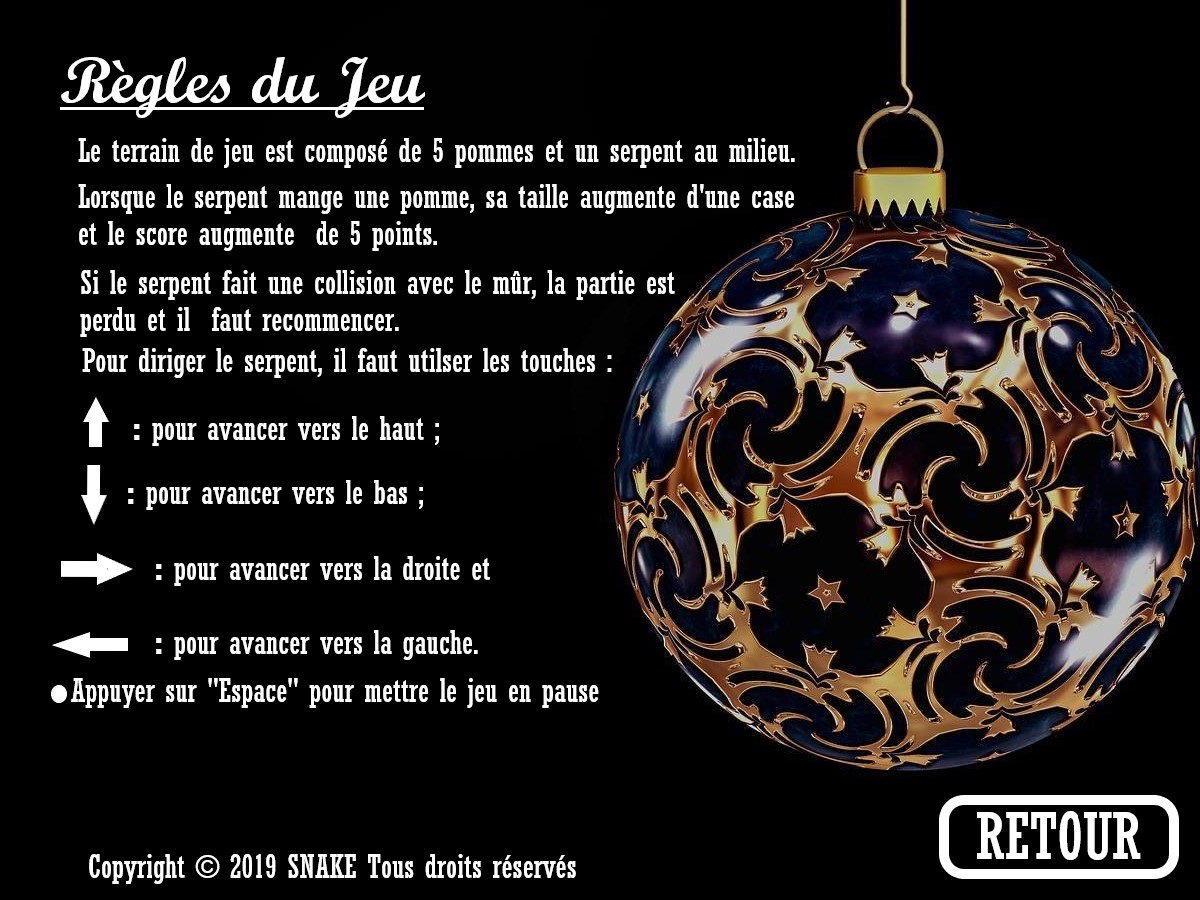 Règles du Jeu
Le terrain de jeu est composé de 5 pommes et un serpent au milieu.
Lorsque le serpent mange une pomme, sa taille augmente d'une case
et le score augmente de 5 points.
Si le serpent fait une collision avec le mûr, la partie est
perdu et il faut recommencer.
Pour diriger le serpent, il faut utilser les touches :
: pour avancer vers le haut ;
: pour avancer vers le bas ;
: pour avancer vers la droite et
: pour avancer vers la gauche.
Appuyer sur "Espace" pour mettre le jeu en pause
RETOUR
Copyright © 2019 SNAKE Tous droits réservés